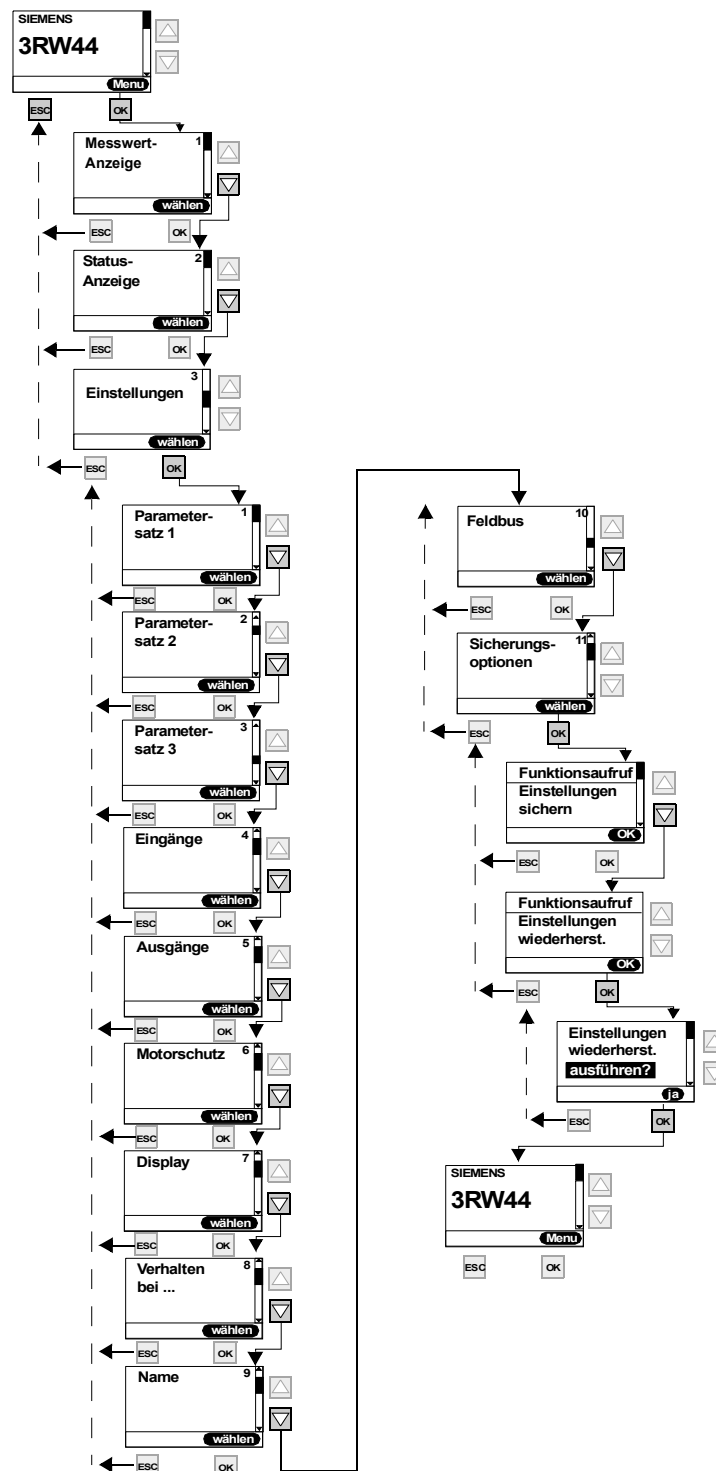 SIEMENS
3RW44
Menu
ESC
OK
Messwert-
Anzeige
1
wählen
ESC
OK
Status-
Anzeige
2
wählen
ESC
OK
Einstellungen
3
wählen
ESC
OK
Parameter-
satz 1
1
wählen
ESC
OK
Parameter-
satz 2
2
wählen
ESC
OK
Parameter-
satz 3
3
wählen
ESC
OK
Eingänge
4
wählen
ESC
OK
Ausgänge
5
wählen
ESC
OK
Motorschutz
6
wählen
ESC
OK
Display
7
wählen
ESC
OK
Verhalten
bei ...
8
wählen
ESC
OK
Name
9
wählen
ESC
OK
Feldbus
10
wählen
ESC
OK
Sicherungs-
optionen
11
wählen
ESC
OK
Funktionsaufruf
Einstellungen
sichern
OK
ESC
OK
Funktionsaufruf
Einstellungen
wiederherst.
OK
ESC
OK
Einstellungen
wiederherst.
ausführen?
ja
ESC
OK
SIEMENS
3RW44
Menu
ESC
OK